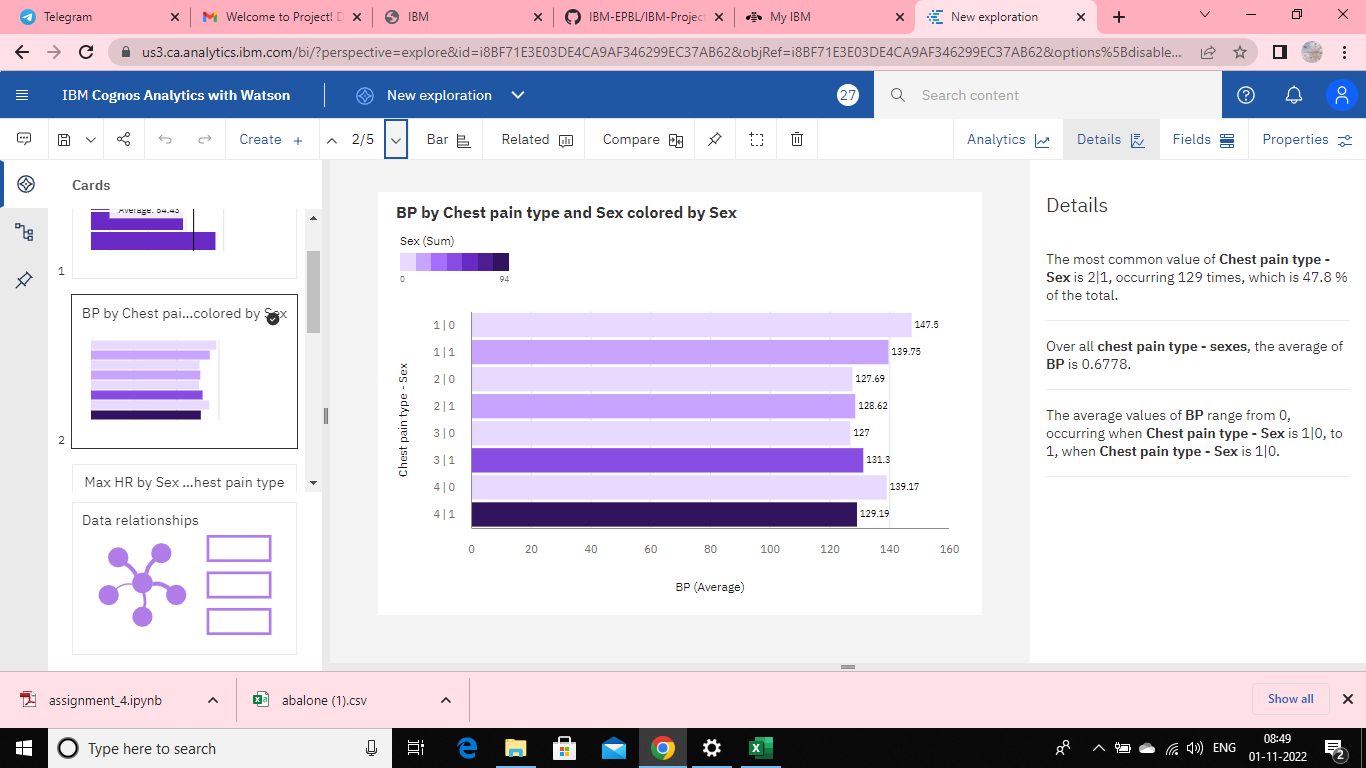 Telegram
Welcome to Project! D
IBM
IBM-EPBL/IBM-Project
My IBM
New exploration
us3.ca.analytics.ibm.com/bi/?perspective=explore&id=i8BF71E3E03DE4CA9AF346299EC37AB62&objRef=i8BF71E3E03DE4CA9AF346299EC37AB62&options%5Bdisable...
IBM Cognos Analytics with Watson
New exploration
27
Search content
Create +
2/5
Bar
Related
Compare
Analytics
Details
Fields
Properties
Cards
Average: 54.43
1
BP by Chest pai...colored by Sex
2
Max HR by Sex ...hest pain type
Data relationships
BP by Chest pain type and Sex colored by Sex
Sex (Sum)
0 94
Chest pain type - Sex
1 | 0 147.5
1 | 1 139.75
2 | 0 127.69
2 | 1 128.62
3 | 0 127
3 | 1 131.3
4 | 0 139.17
4 | 1 129.19
0 20 40 60 80 100 120 140 160
BP (Average)
Details
The most common value of Chest pain type -
Sex is 2|1, occurring 129 times, which is 47.8 %
of the total.
Over all chest pain type - sexes, the average of
BP is 0.6778.
The average values of BP range from 0,
occurring when Chest pain type - Sex is 1|0, to
1, when Chest pain type - Sex is 1|0.
assignment_4.ipynb
abalone (1).csv
Show all
Type here to search
ENG
08:49
01-11-2022
2